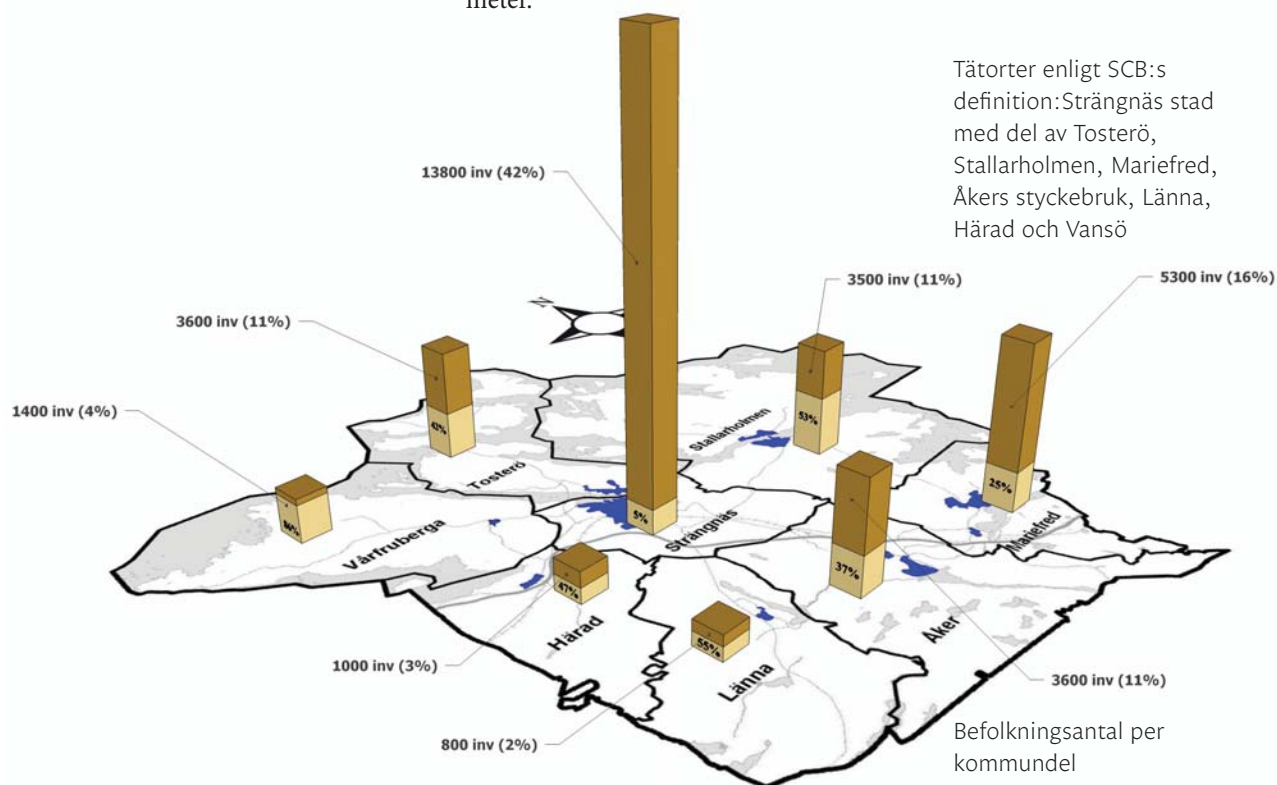 meter.
Tätorter enligt SCB:s
definition:Strängnäs stad
med del av Tosterö,
Stallarholmen, Mariefred,
Åkers styckebruk, Länna,
Härad och Vansö
13800 inv (42%)
3500 inv (11%)
5300 inv (16%)
3600 inv (11%)
N
1400 inv (4%)
43%
53%
Stallarholmen
Tosterö
25%
86%
5%
Strängnäs
Mariefred
Vårfruberga
37%
47%
Härad
55%
Åker
Länna
1000 inv (3%)
3600 inv (11%)
800 inv (2%)
Befolkningsantal per
kommundel